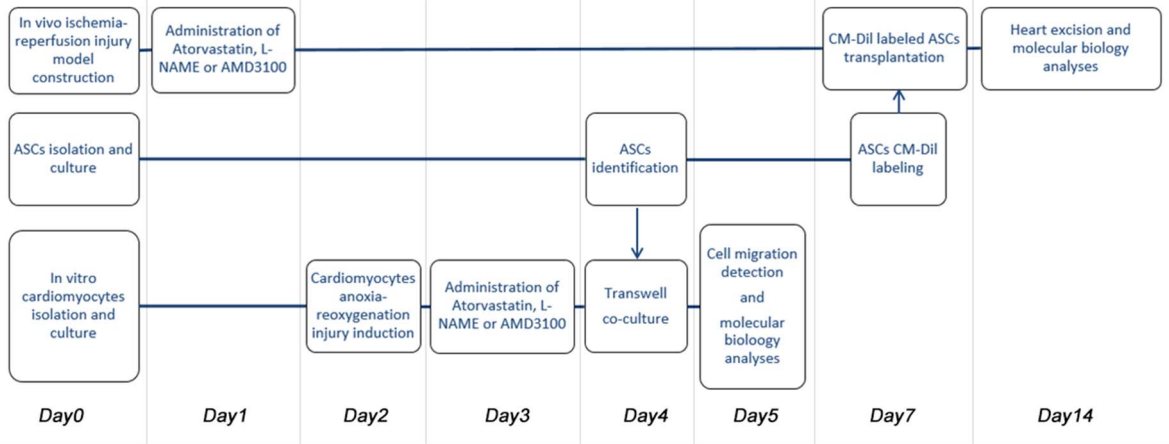 In vivo ischemia-
reperfusion injury
model
construction
Administration of
Atorvastatin, L-
NAME or AMD3100
CM-Dil labeled ASCs
transplantation
Heart excision and
molecular biology
analyses
ASCs isolation and
culture
ASCs
identification
ASCs CM-Dil
labeling
In vitro
cardiomyocytes
isolation and
culture
Cardiomyocytes
anoxia-
reoxygenation
injury induction
Administration of
Atorvastatin, L-
NAME or AMD3100
Transwell
co-culture
Cell migration
detection
and
molecular
bioloogy
analyses
Day0
Day1
Day2
Day3
Day4
Day5
Day7
Day14